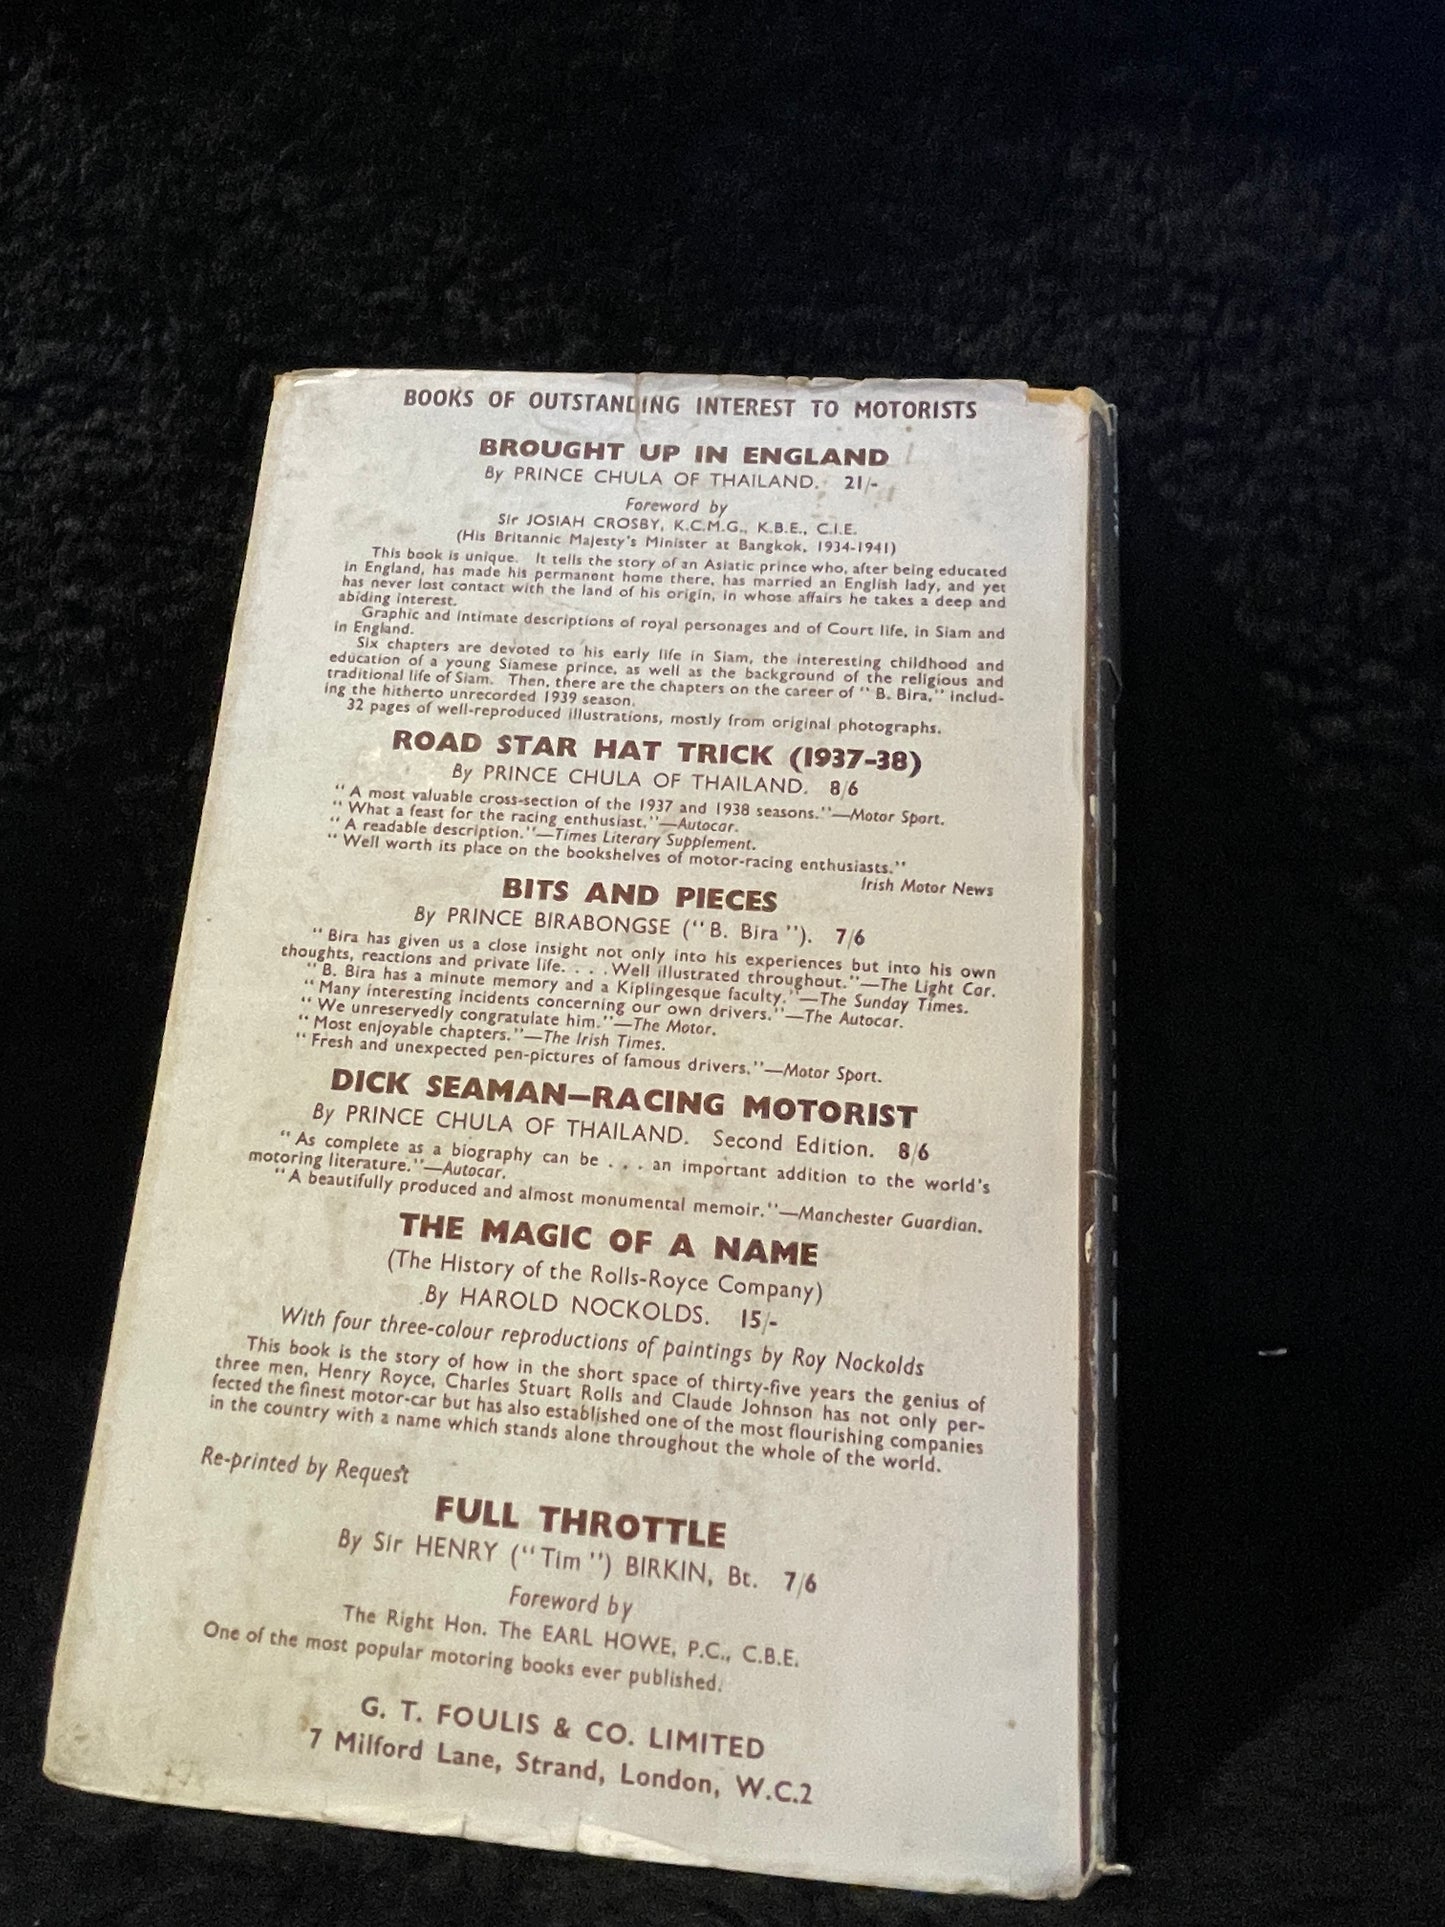 BOOKS OF OUTSTANDING INTEREST TO MOTORISTS
BROUGHT UP IN ENGLAND
By PRINCE CHULA OF THAILAND. 21/-
Foreword by
Sir JOSIAH CROSBY, K.C.M.G., K.B.E., C.I.E.
(His Britannic Majesty's Minister at Bangkok, 1934-1941)
This book is unique. It tells the story of an Asiatic prince who, after being educated
in England, has made his permanent home there, has married an English lady, and yet
has never lost contact with the land of his origin, in whose affairs he takes a deep and
abiding interest.
Graphic and intimate descriptions of royal personages and of Court life, in Siam and
in England.
Six chapters are devoted to his early life in Siam, the interesting childhood and
education of a young Siamese prince, as well as the background of the religious and
traditional life of Siam. Then, there are the chapters on the career of "B. Bira," includ-
ing the hitherto unrecorded 1939 season.
32 pages of well-reproduced illustrations, mostly from original photographs.
ROAD STAR HAT TRICK (1937-38)
By PRINCE CHULA OF THAILAND. 8/6
"A most valuable cross-section of the 1937 and 1938 seasons."—Motor Sport.
"What a feast for the racing enthusiast."—Autocar.
"A readable description."—Times Literary Supplement.
"Well worth its place on the bookshelves of motor-racing enthusiasts."
Irish Motor News
BITS AND PIECES
By PRINCE BIRABONGSE ("B. Bira"). 7/6
"Bira has given us a close insight not only into his experiences but into his own
thoughts, reactions and private life. . . . Well illustrated throughout."—The Light Car.
"B. Bira has a minute memory and a Kiplingesque faculty."—The Sunday Times.
"Many interesting incidents concerning our own drivers."—The Autocar.
"We unreservedly congratulate him."—The Motor.
"Most enjoyable chapters."—The Irish Times.
"Fresh and unexpected pen-pictures of famous drivers."—Motor Sport.
DICK SEAMAN—RACING MOTORIST
By PRINCE CHULA OF THAILAND. Second Edition. 8/6
"As complete as a biography can be . . . an important addition to the world's
motoring literature."—Autocar.
"A beautifully produced and almost monumental memoir."—Manchester Guardian.
THE MAGIC OF A NAME
(The History of the Rolls-Royce Company)
By HAROLD NOCKOLDS. 15/-
With four three-colour reproductions of paintings by Roy Nockolds
This book is the story of how in the short space of thirty-five years the genius of
three men, Henry Royce, Charles Stuart Rolls and Claude Johnson has not only per-
fected the finest motor-car but has also established one of the most flourishing companies
in the country with a name which stands alone throughout the whole of the world.
Re-printed by Request
FULL THROTTLE
By Sir HENRY ("Tim") BIRKIN, Bt. 7/6
Foreword by
The Right Hon. The EARL HOWE, P.C., C.B.E.
One of the most popular motoring books ever published.
G. T. FOULIS & CO. LIMITED
7 Milford Lane, Strand, London, W.C.2